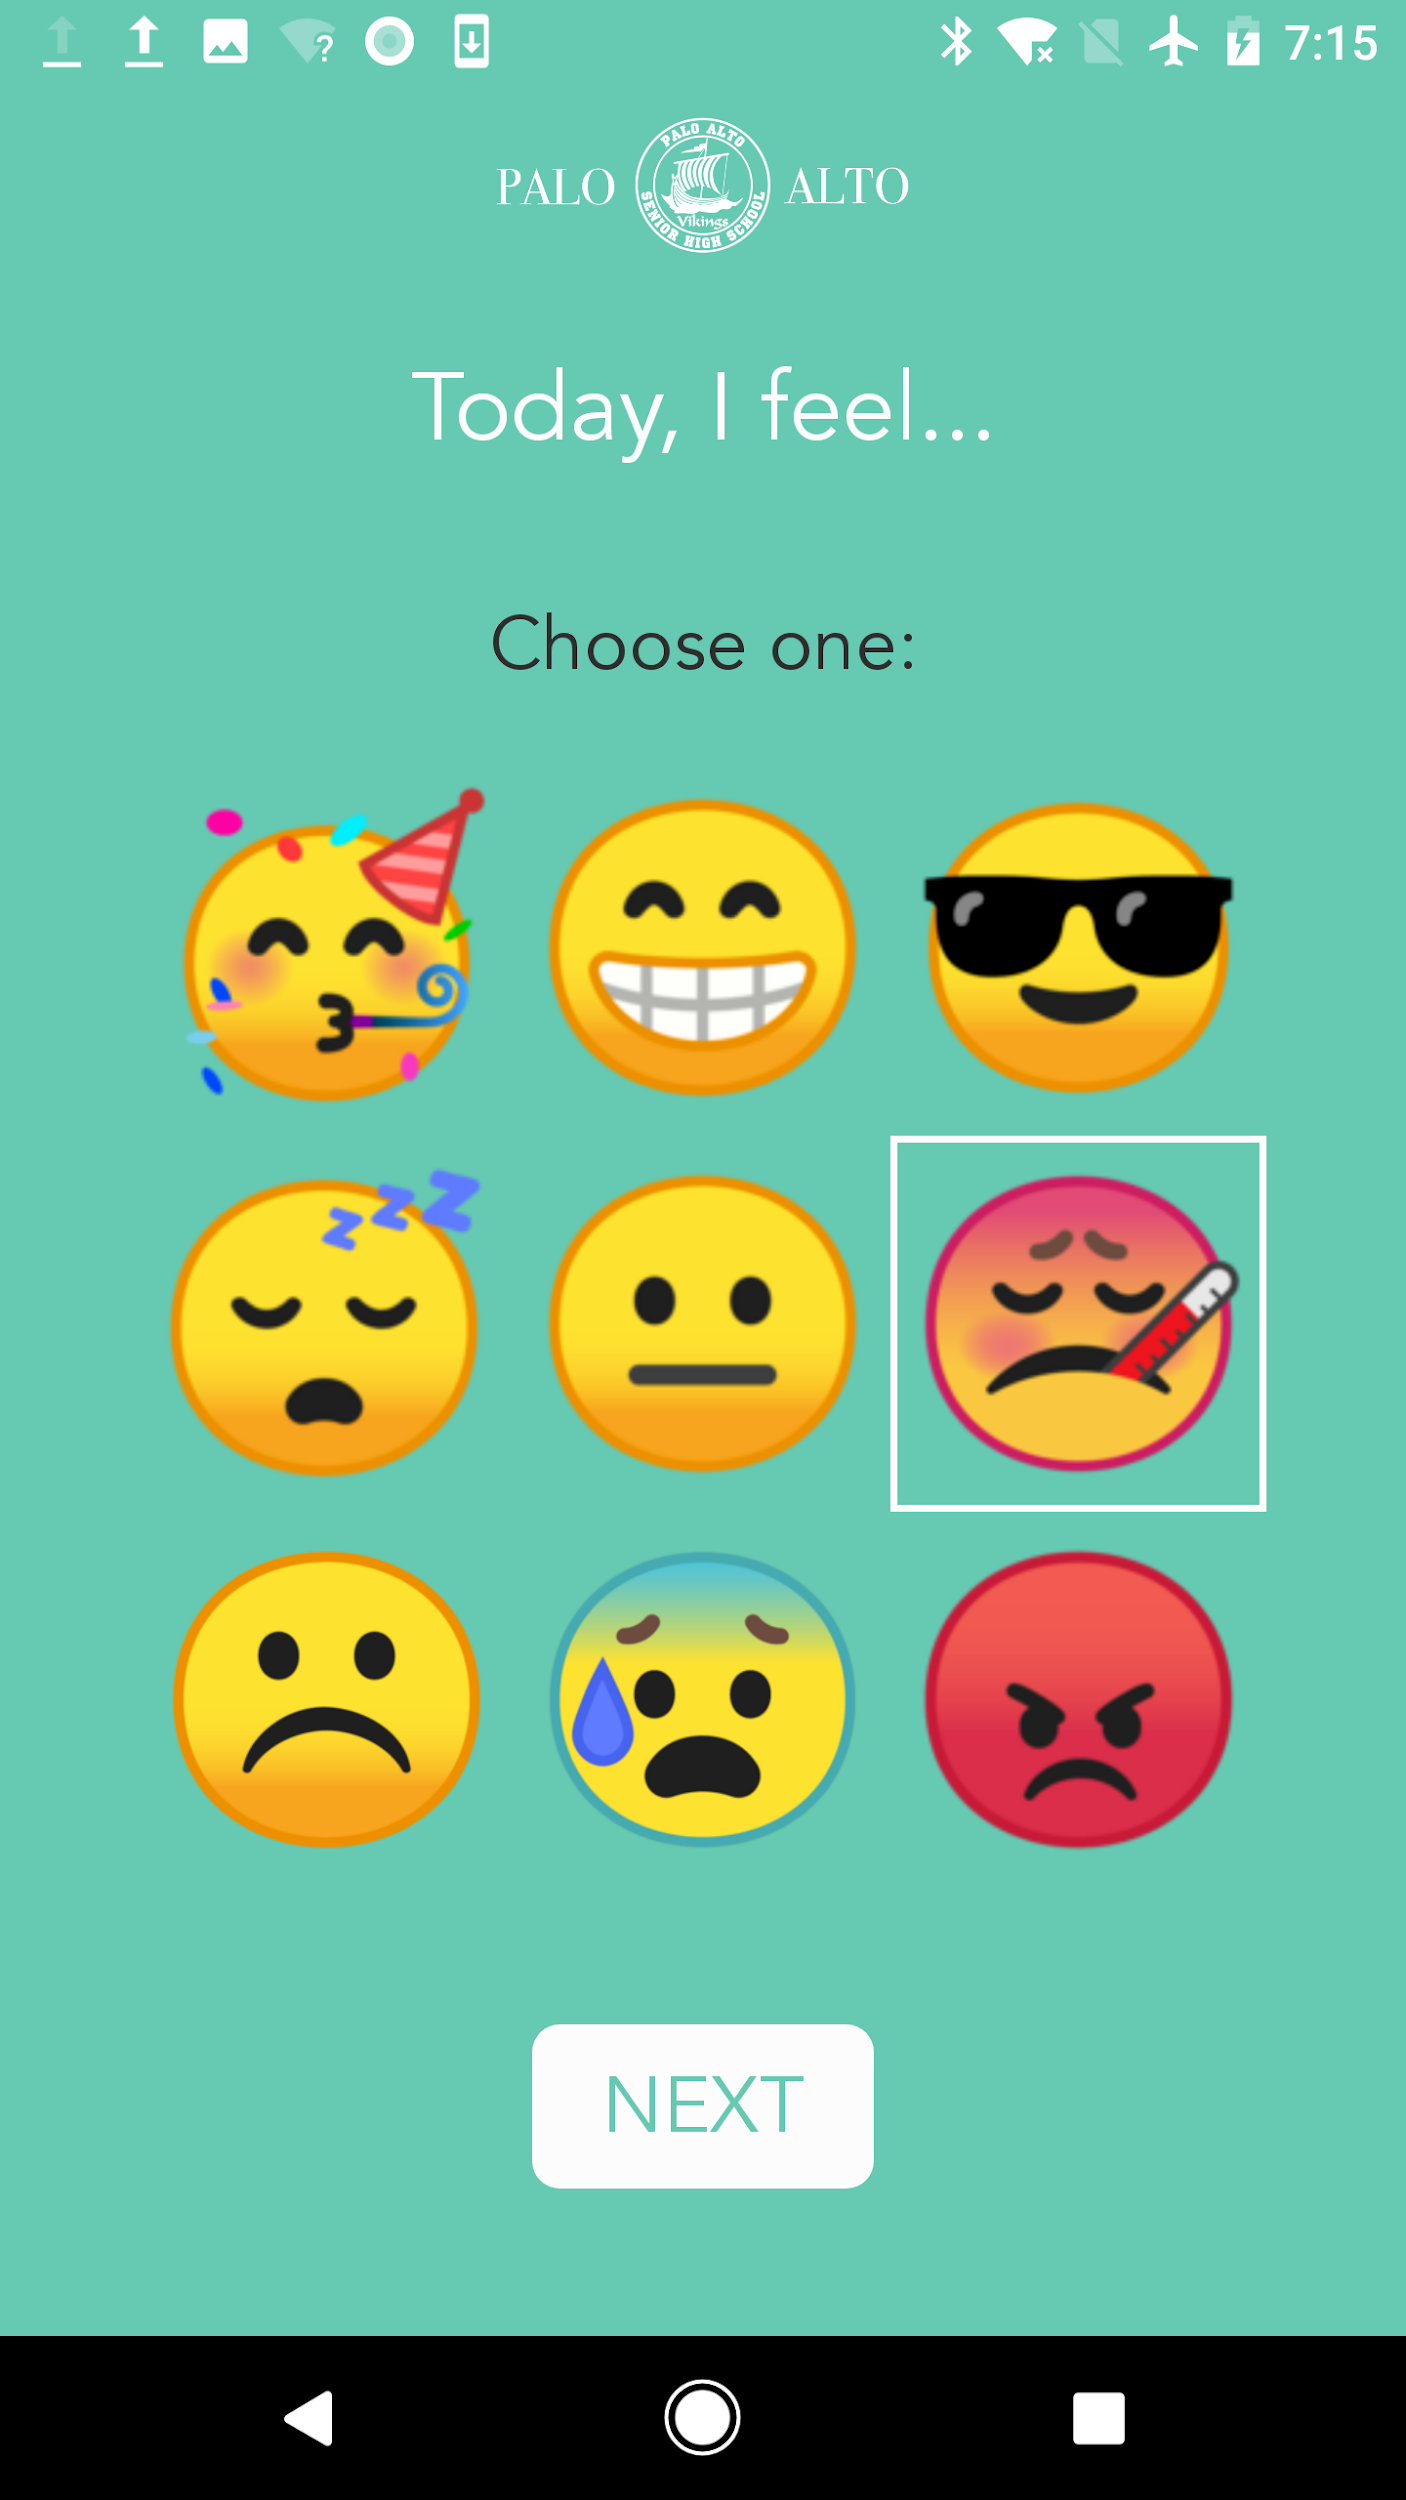 7:15
PALO ALTO
PALO ALTO
SENIOR HIGH SCHOOL
Vikings
Today, I feel...
Choose one:
NEXT